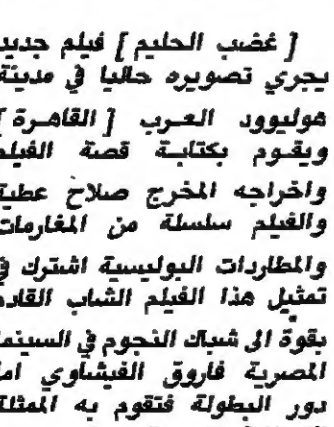 [ غضب الحليم ] فيلم جديد
يجري تصويره حاليا في مدينة
هوليوود العرب [ القاهرة ]
ويقوم بكتابة قصة الفيلم
واخراجه المخرج صلاح عطية
والفيلم سلسلة من المغارمات
والمطاردات البوليسية اشترك في
تمثيل هذا الفيلم الشاب القادم
بقوة الى شباك النجوم في السينما
المصرية فاروق الفيشاوي اما
دور البطولة فتقوم به الممثلة